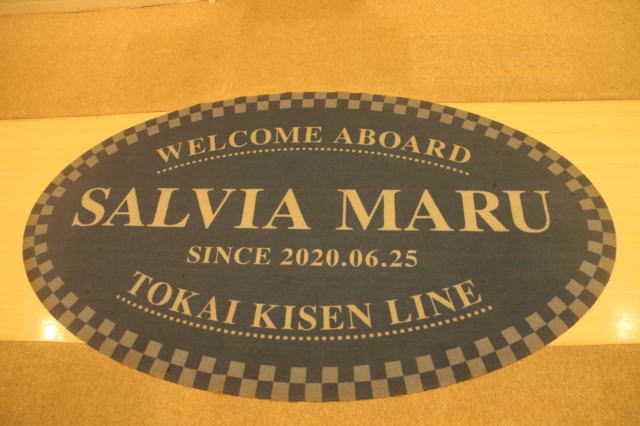 WELCOME ABOARD
SALVIA MARU
SINCE 2020.06.25
TOKAI KISEN LINE